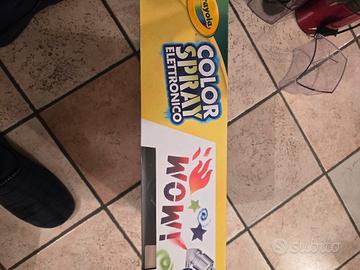 Crayola
COLOR
SPRAY
ELETTRONICO
WOW!
subito